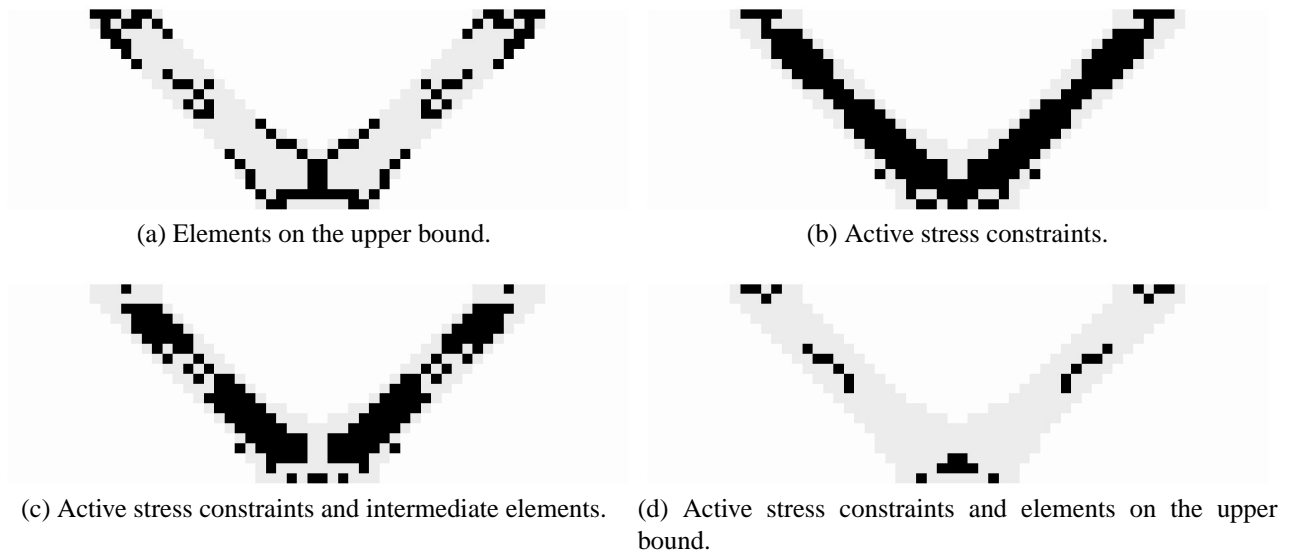 (a) Elements on the upper bound.
(b) Active stress constraints.
(c) Active stress constraints and intermediate elements.
(d) Active stress constraints and elements on the upper
bound.